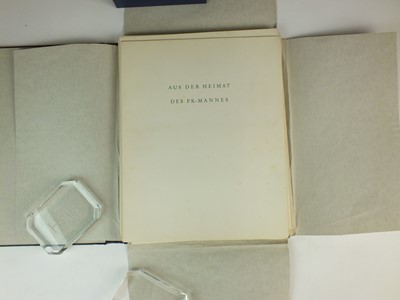 AUS DER HEIMAT
DES PK-MANNES